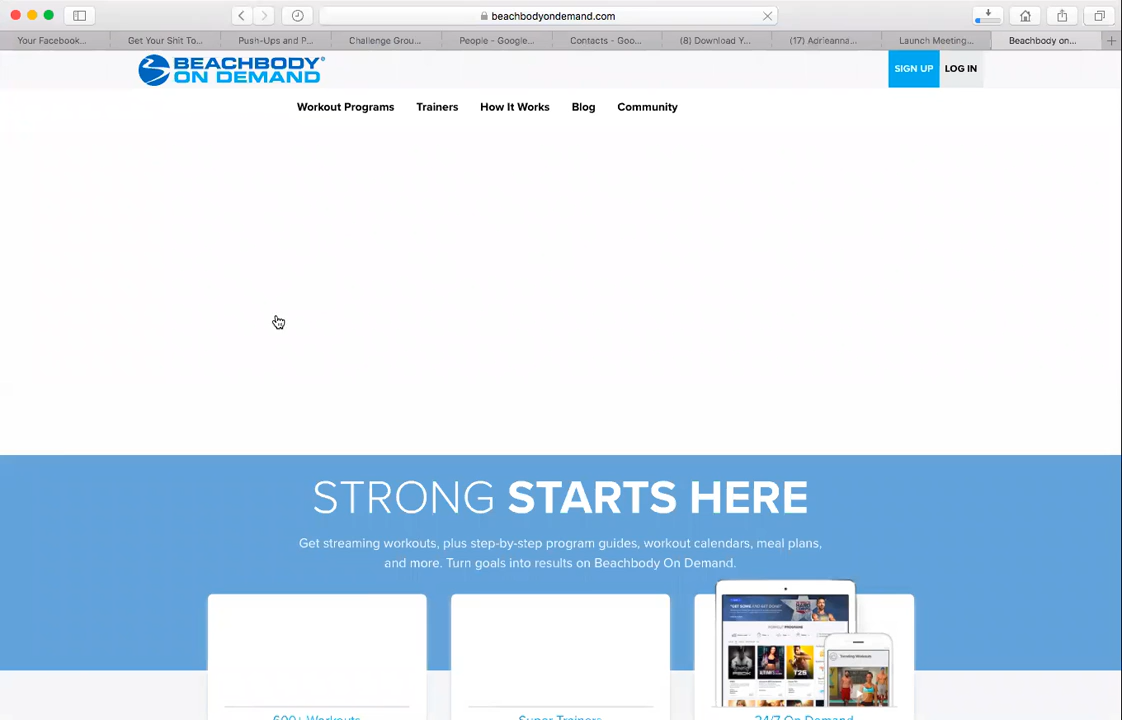 beachbodyondemand.com
Your Facebook...
Get Your Shit To...
Push-Ups and P...
Challenge Grou...
People - Google...
Contacts - Goo...
(8) Download Y...
(17) Adrieanna...
Launch Meeting...
Beachbody on...
BEACHBODY®
ON DEMAND
SIGN UP
LOG IN
Workout Programs
Trainers
How It Works
Blog
Community
STRONG STARTS HERE
Get streaming workouts, plus step-by-step program guides, workout calendars, meal plans,
and more. Turn goals into results on Beachbody On Demand.
Trending Workouts
600+ Workouts
Super Trainers
24/7 On Demand